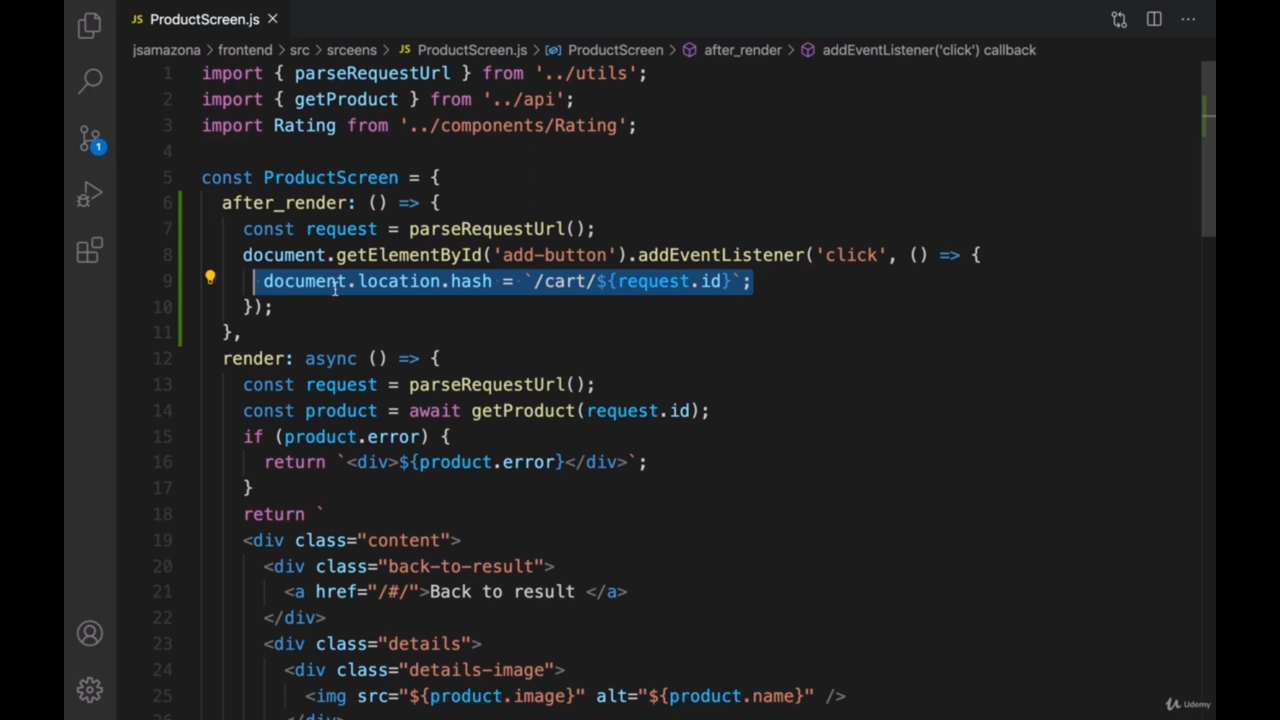 JS ProductScreen.js ×
jsamazona > frontend > src > srceens > JS ProductScreen.js > ProductScreen > after_render > addEventListener('click') callback
1 import { parseRequestUrl } from '../utils';
2 import { getProduct } from '../api';
3 import Rating from '../components/Rating';
4
5 const ProductScreen = {
6 after_render: () => {
7 const request = parseRequestUrl();
8 document.getElementById('add-button').addEventListener('click', () => {
9 document.location.hash = `/cart/${request.id}`;
10 });
11 },
12 render: async () => {
13 const request = parseRequestUrl();
14 const product = await getProduct(request.id);
15 if (product.error) {
16 return `<div>${product.error}</div>`;
17 }
18 return `
19 <div class="content">
20 <div class="back-to-result">
21 <a href="/#/">Back to result </a>
22 </div>
23 <div class="details">
24 <div class="details-image">
25 <img src="${product.image}" alt="${product.name}" />
1
Udemy